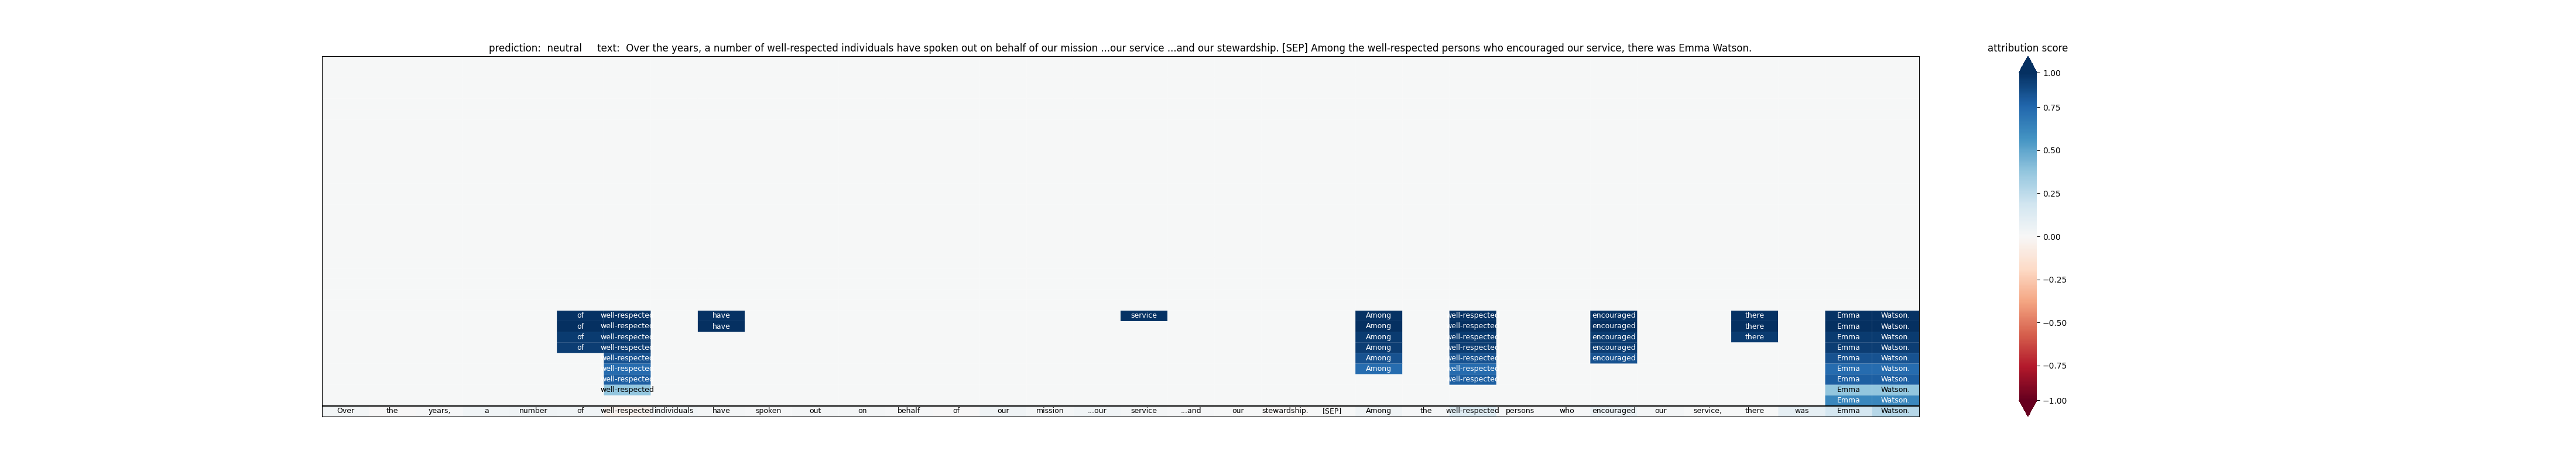 prediction:  neutral     text:  Over the years, a number of well-respected individuals have spoken out on behalf of our mission ...our service ...and our stewardship. [SEP] Among the well-respected persons who encouraged our service, there was Emma Watson.
attribution score
1.00
0.75
0.50
0.25
0.00
−0.25
−0.50
−0.75
−1.00
of well-respected have service Among well-respected encouraged there Emma Watson.
of well-respected have Among well-respected encouraged there Emma Watson.
of well-respected Among well-respected encouraged there Emma Watson.
of well-respected Among well-respected encouraged Emma Watson.
well-respected Among well-respected encouraged Emma Watson.
well-respected Among well-respected Emma Watson.
well-respected well-respected Emma Watson.
well-respected Emma Watson.
Emma Watson.
Over the years, a number of well-respected individuals have spoken out on behalf of our mission ...our service ...and our stewardship. [SEP] Among the well-respected persons who encouraged our service, there was Emma Watson.